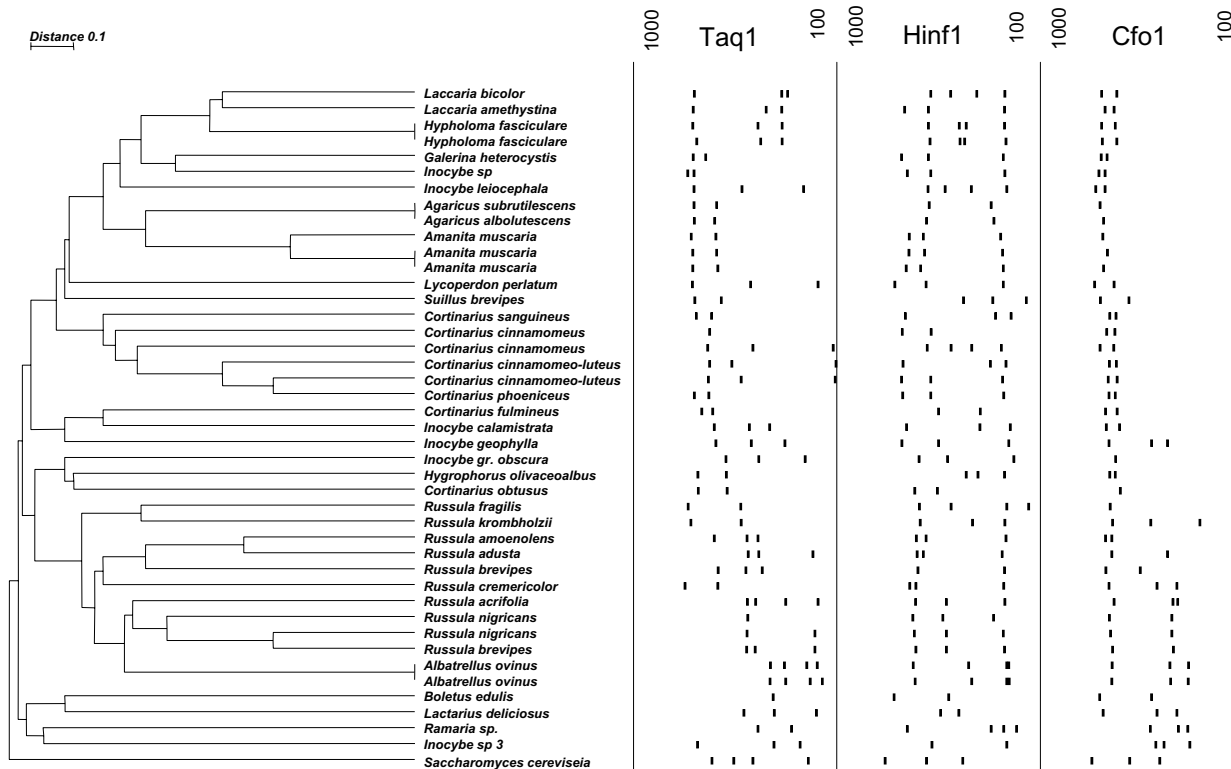 Distance 0.1
1000
Taq1
100
1000
Hinf1
100
1000
Cfo1
100
Laccaria bicolor
Laccaria amethystina
Hypholoma fasciculare
Hypholoma fasciculare
Galerina heterocystis
Inocybe sp
Inocybe leiocephala
Agaricus subrutilescens
Agaricus albolutescens
Amanita muscaria
Amanita muscaria
Amanita muscaria
Lycoperdon perlatum
Suillus brevipes
Cortinarius sanguineus
Cortinarius cinnamomeus
Cortinarius cinnamomeus
Cortinarius cinnamomeo-luteus
Cortinarius cinnamomeo-luteus
Cortinarius phoeniceus
Cortinarius fulmineus
Inocybe calamistrata
Inocybe geophylla
Inocybe gr. obscura
Hygrophorus olivaceoalbus
Cortinarius obtusus
Russula fragilis
Russula krombholzii
Russula amoenolens
Russula adusta
Russula brevipes
Russula cremericolor
Russula acrifolia
Russula nigricans
Russula nigricans
Russula brevipes
Albatrellus ovinus
Albatrellus ovinus
Boletus edulis
Lactarius deliciosus
Ramaria sp.
Inocybe sp 3
Saccharomyces cereviseia